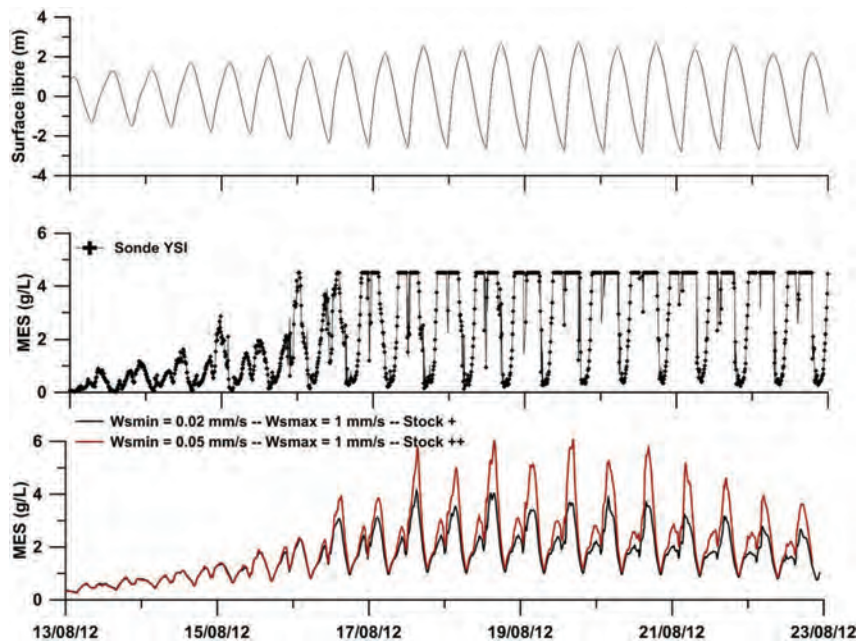 4
2
0
-2
-4
Surface libre (m)
6
4
2
0
MES (g/L)
Sonde YSI
Wsmin = 0.02 mm/s -- Wsmax = 1 mm/s -- Stock +
Wsmin = 0.05 mm/s -- Wsmax = 1 mm/s -- Stock ++
6
4
2
0
MES (g/L)
13/08/12 15/08/12 17/08/12 19/08/12 21/08/12 23/08/12